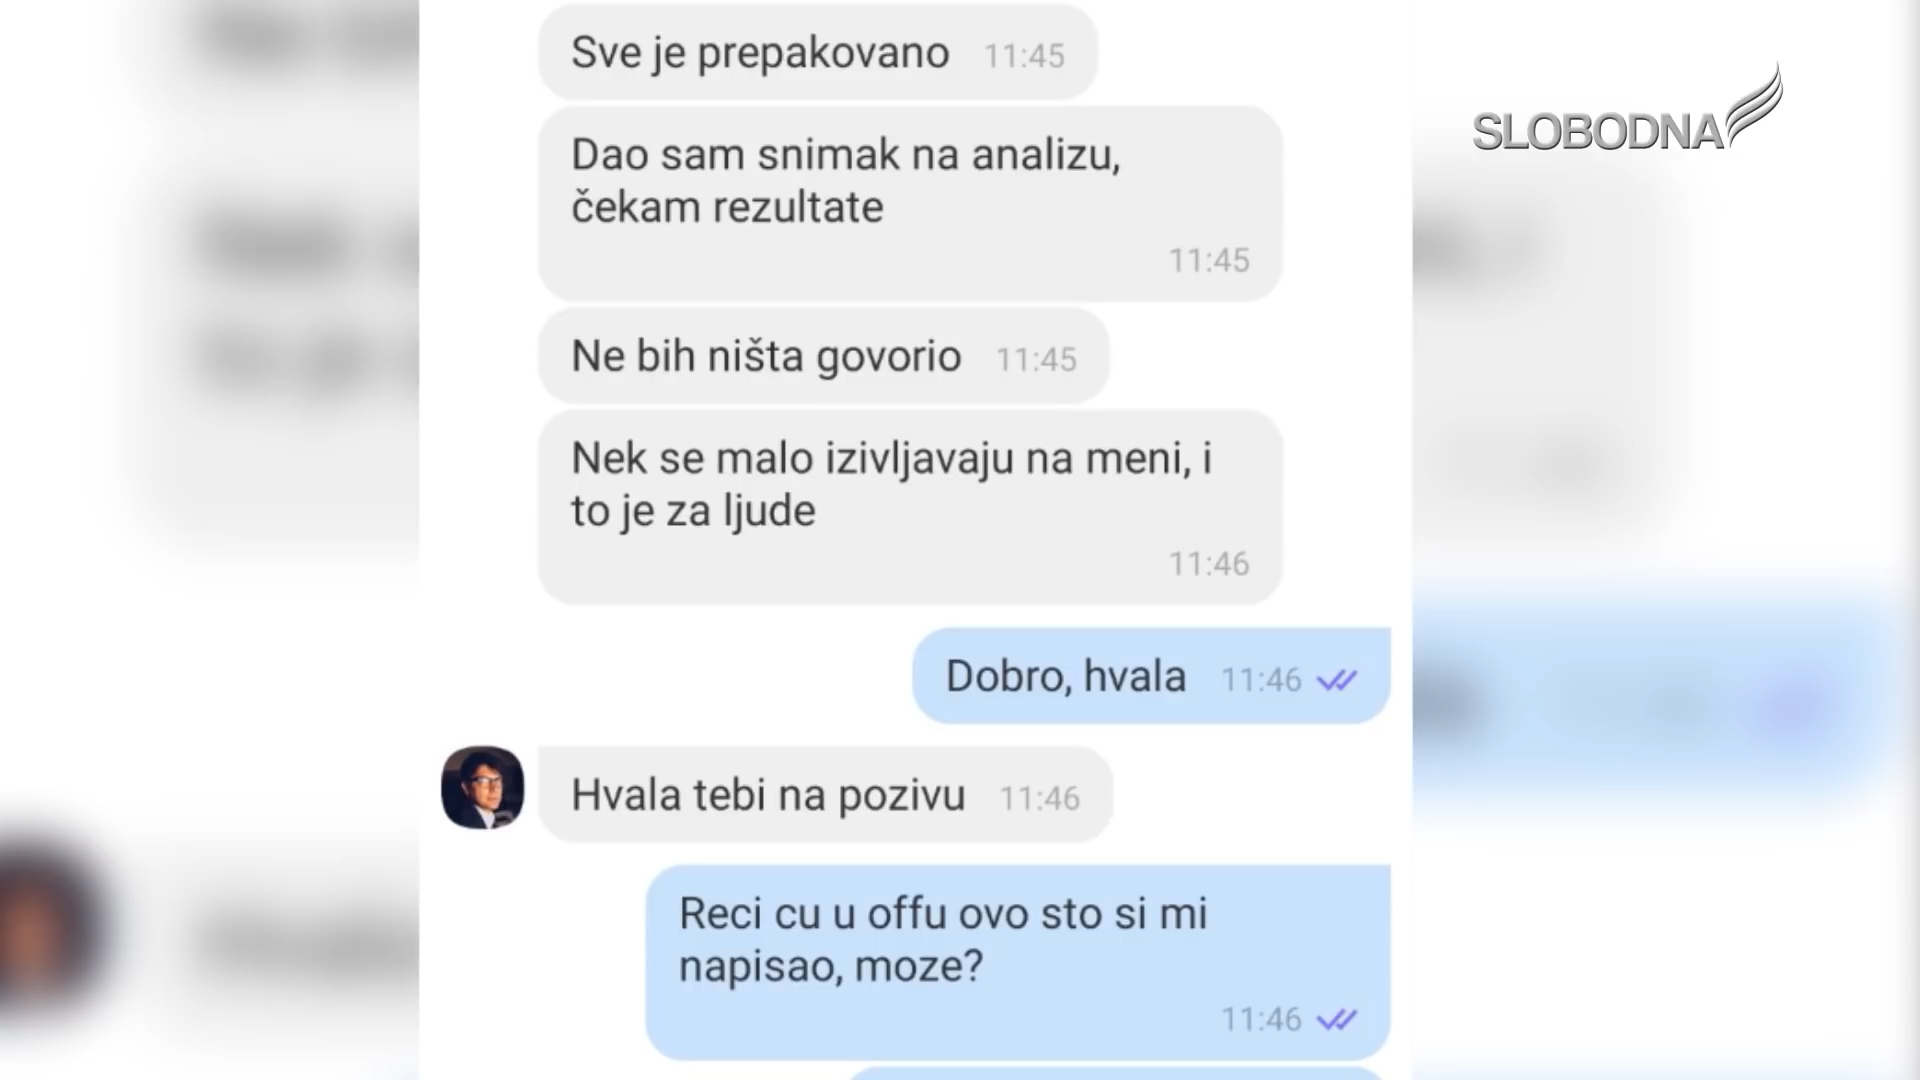 Sve je prepakovano 11:45
SLOBODNA
Dao sam snimak na analizu,
čekam rezultate
11:45
Ne bih ništa govorio 11:45
Nek se malo izivljavaju na meni, i
to je za ljude
11:46
Dobro, hvala 11:46
Hvala tebi na pozivu 11:46
Reci cu u offu ovo sto si mi
napisao, moze?
11:46